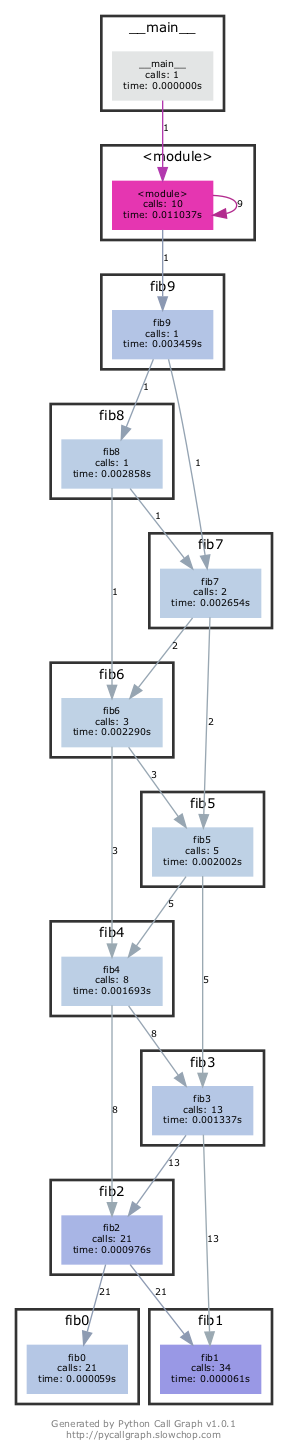 __main__
__main__
calls: 1
time: 0.000000s
1
<module>
<module>
calls: 10
time: 0.011037s
9
1
fib9
fib9
calls: 1
time: 0.003459s
1
fib8
fib8
calls: 1
time: 0.002858s
1
1
fib7
fib7
calls: 2
time: 0.002654s
1
2
fib6
fib6
calls: 3
time: 0.002290s
2
3
fib5
fib5
calls: 5
time: 0.002002s
3
5
fib4
fib4
calls: 8
time: 0.001693s
5
8
fib3
fib3
calls: 13
time: 0.001337s
8
13
fib2
fib2
calls: 21
time: 0.000976s
13
21
21
fib0
fib0
calls: 21
time: 0.000059s
fib1
fib1
calls: 34
time: 0.000061s
Generated by Python Call Graph v1.0.1
http://pycallgraph.slowchop.com